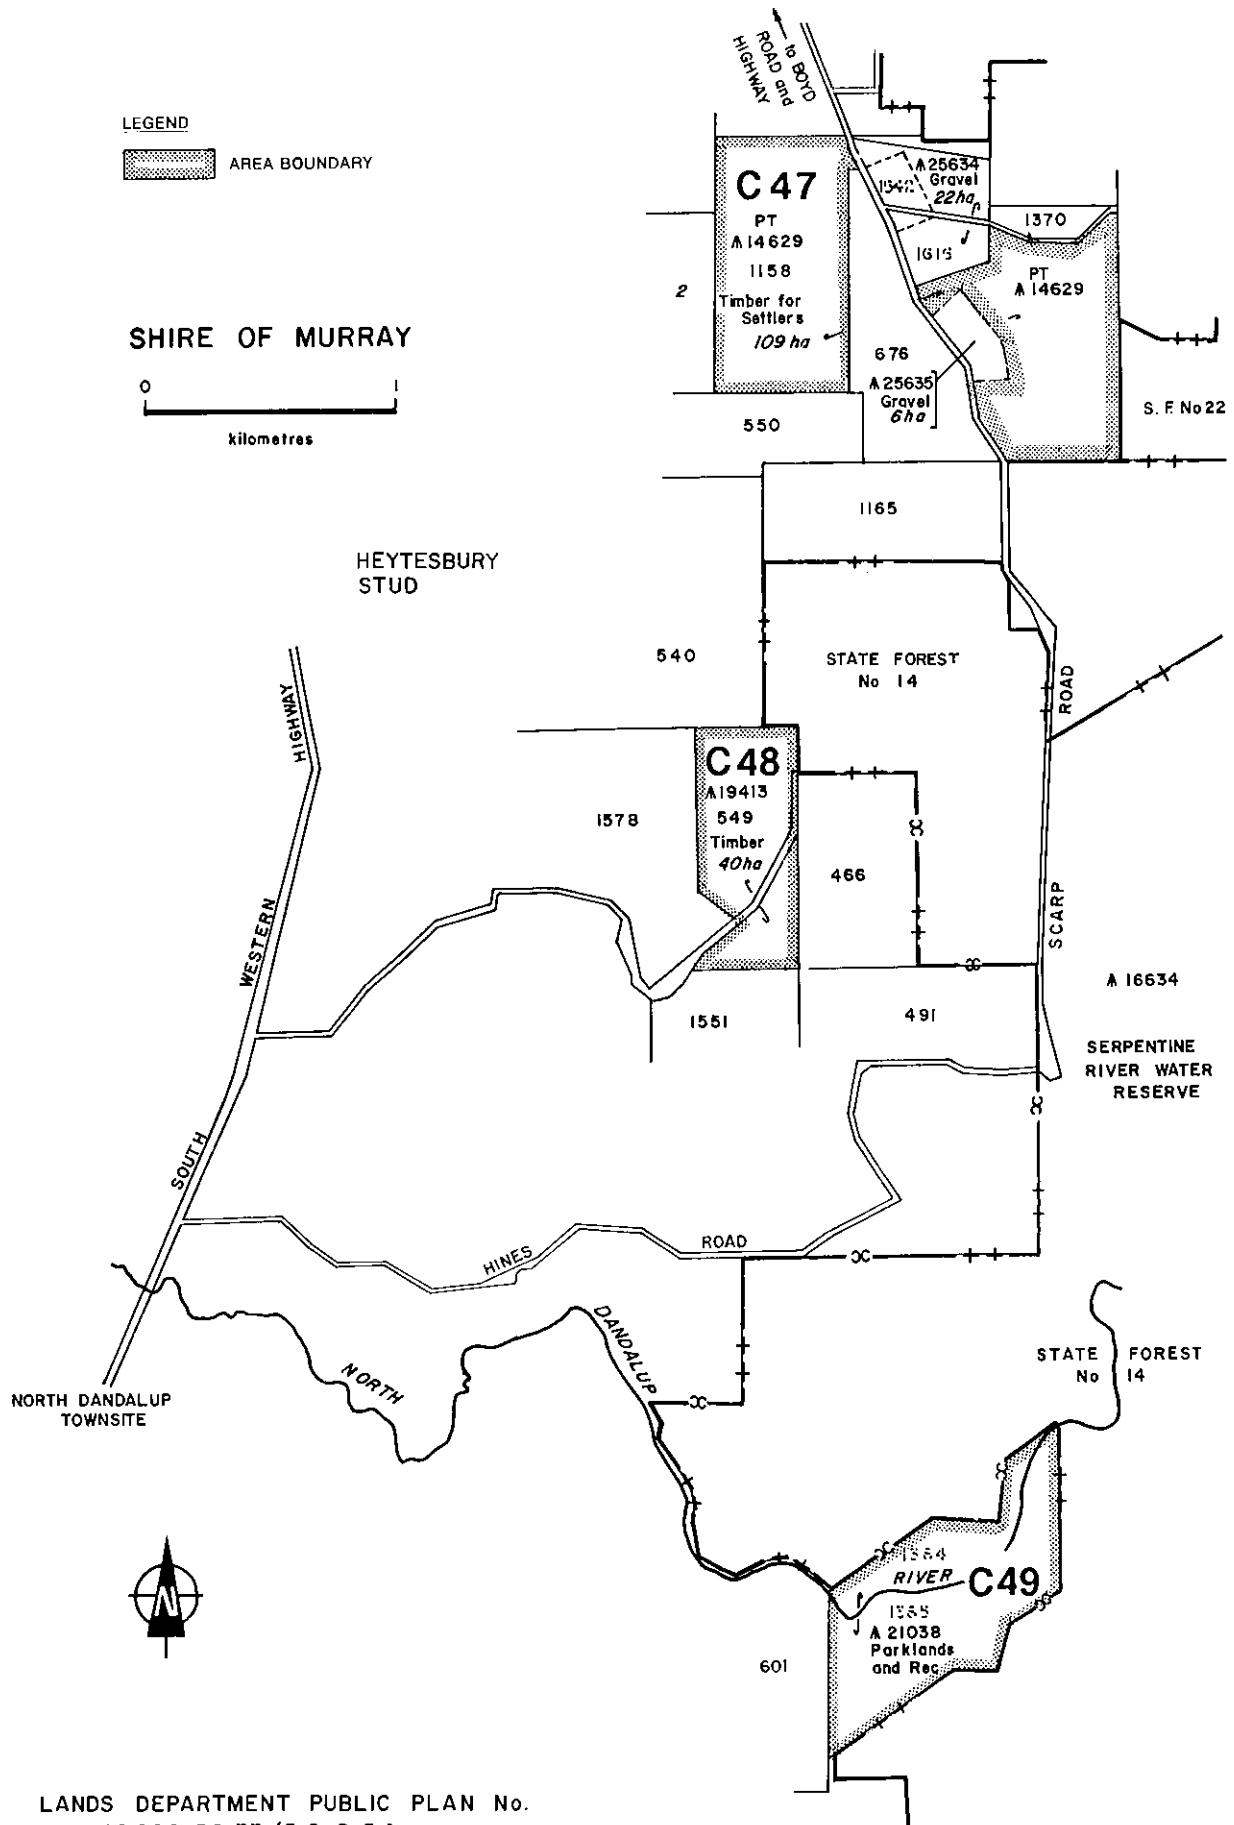 to BOYD
ROAD and
HIGHWAY
LEGEND
AREA BOUNDARY
C 47
PT
14629
1158
Timber for
Settlers
109 ha
25634
Gravel
22 ha
1370
PT
14629
2
SHIRE OF MURRAY
0 1
kilometres
676
25635
Gravel
6 ha
S. F. No 22
550
1165
HEYTESBURY
STUD
540
STATE FOREST
No 14
ROAD
SCARP
HIGHWAY
WESTERN
SOUTH
C 48
19413
549
Timber
40 ha
1578
466
16634
1551
491
SERPENTINE
RIVER WATER
RESERVE
HINES
ROAD
NORTH
DANDALUP
STATE FOREST
No 14
NORTH DANDALUP
TOWNSITE
N
RIVER
C49
21038
Parklands
and Rec
601
LANDS DEPARTMENT PUBLIC PLAN No.